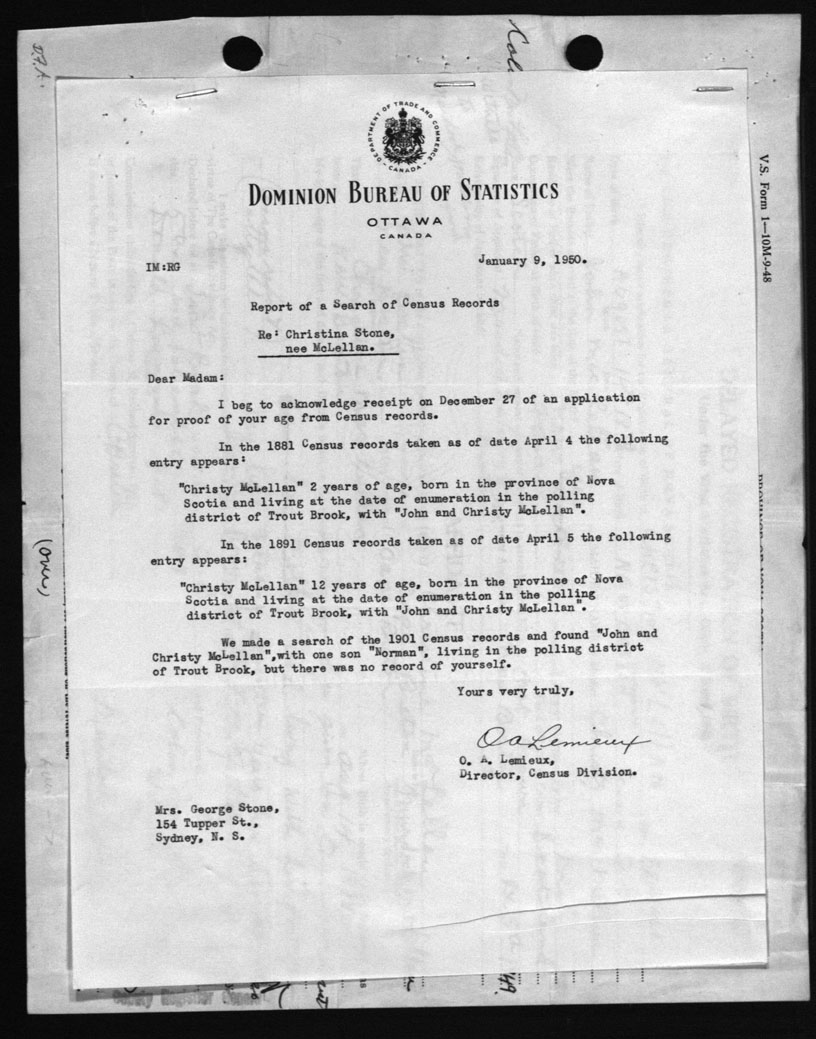 D.F.A.
DEPARTMENT OF TRADE AND COMMERCE
CANADA
DOMINION BUREAU OF STATISTICS
OTTAWA
CANADA
V.S. Form 1—10M-9-48
IM:RG
January 9, 1950.
Report of a Search of Census Records
Re: Christina Stone,
nee McLellan.
Dear Madam:
I beg to acknowledge receipt on December 27 of an application
for proof of your age from Census records.
In the 1881 Census records taken as of date April 4 the following
entry appears:
"Christy McLellan" 2 years of age, born in the province of Nova
Scotia and living at the date of enumeration in the polling
district of Trout Brook, with "John and Christy McLellan".
In the 1891 Census records taken as of date April 5 the following
entry appears:
"Christy McLellan" 12 years of age, born in the province of Nova
Scotia and living at the date of enumeration in the polling
district of Trout Brook, with "John and Christy McLellan".
We made a search of the 1901 Census records and found "John and
Christy McLellan",with one son "Norman", living in the polling district
of Trout Brook, but there was no record of yourself.
Yours very truly,
O A Lemieux
O. A. Lemieux,
Director, Census Division.
Mrs. George Stone,
154 Tupper St.,
Sydney, N. S.
(over)
Deputy Registrar